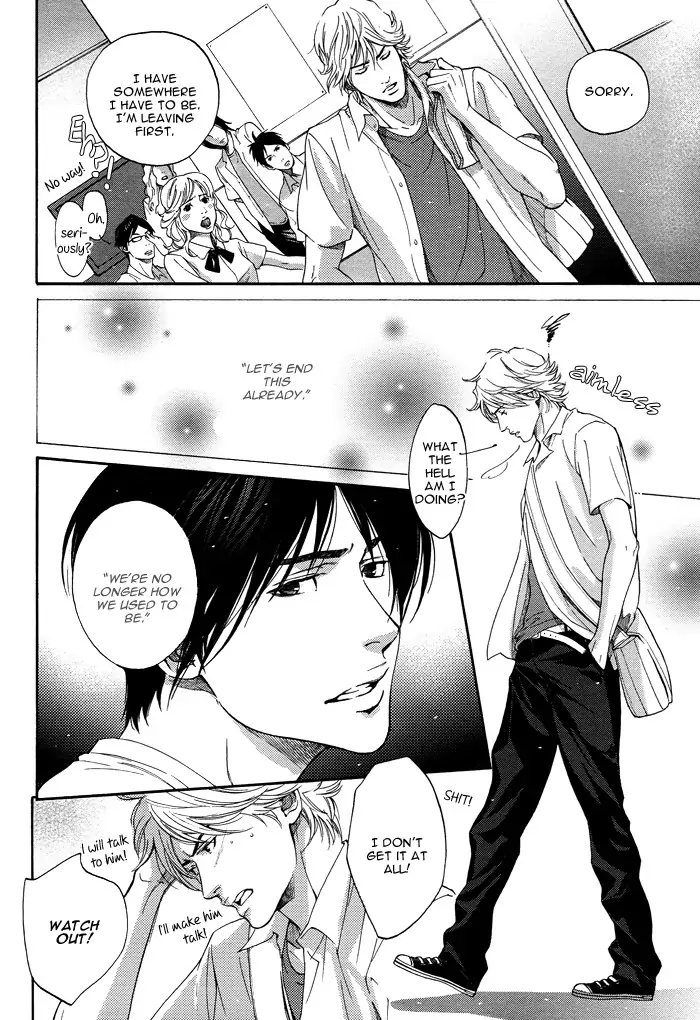 SORRY.
I HAVE
SOMEWHERE
I HAVE TO BE.
I'M LEAVING
FIRST.
Eh?!
No way!
Oh,
seri-
ously?
"LET'S END
THIS
ALREADY."
aimless
WHAT
THE
HELL
AM I
DOING?
"WE'RE NO
LONGER HOW
WE USED TO
BE."
SHIT!
I DON'T
GET IT AT
ALL!
I will talk
to him!
I'll make him
talk!
WATCH
OUT!